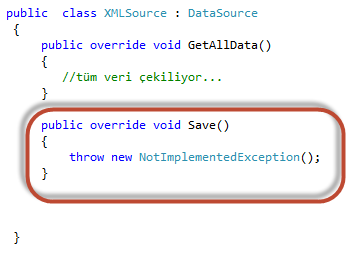 public  class XMLSource : DataSource
{
    public override void GetAllData()
    {
       //tüm veri çekiliyor...
    }

    public override void Save()
    {
        throw new NotImplementedException();
    }

}